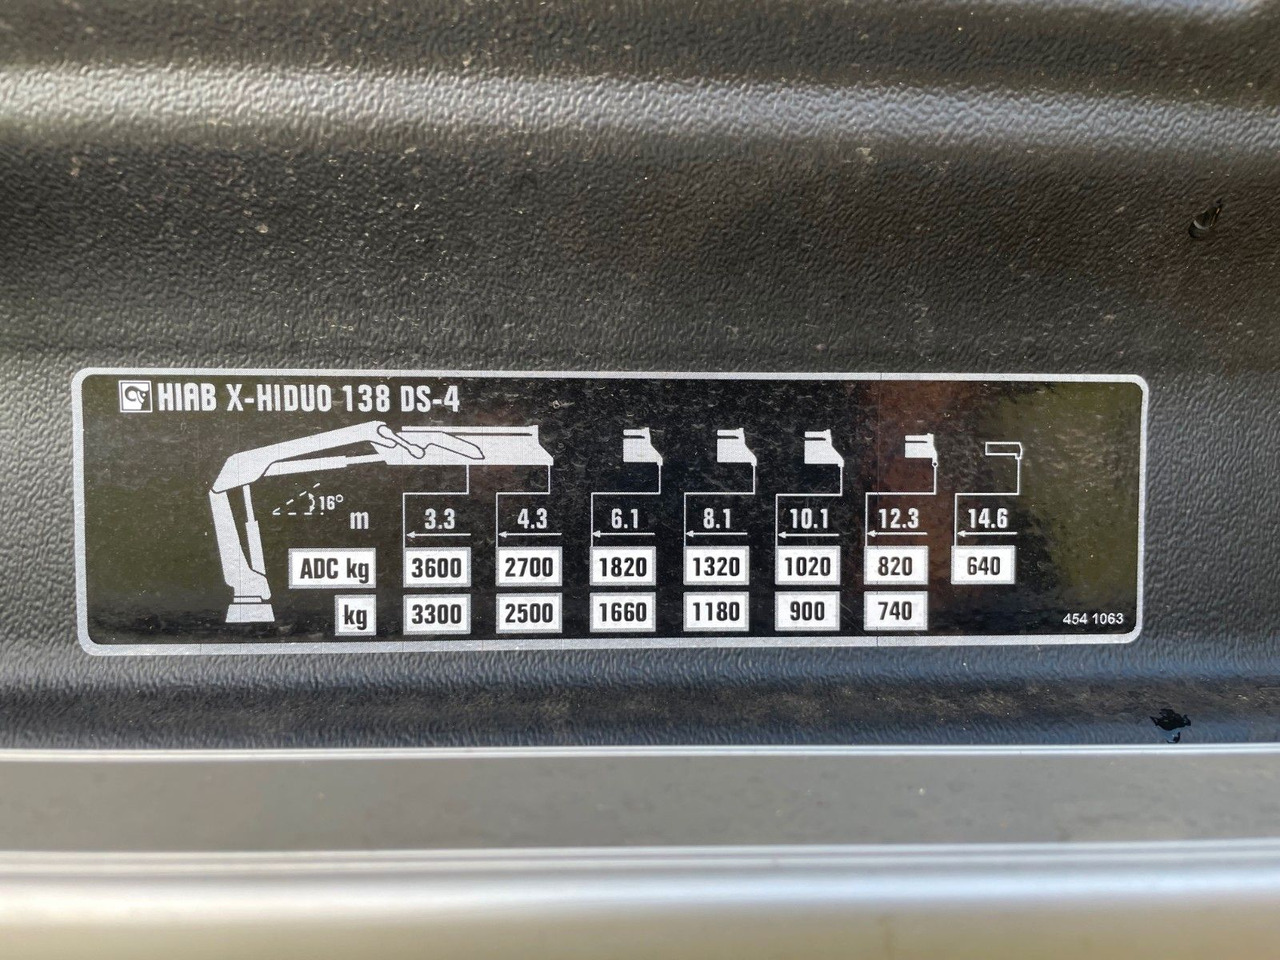 HIAB X-HIDUO 138 DS-4
16°
m 3.3 4.3 6.1 8.1 10.1 12.3 14.6
ADC kg 3600 2700 1820 1320 1020 820 640
kg 3300 2500 1660 1180 900 740
454 1063